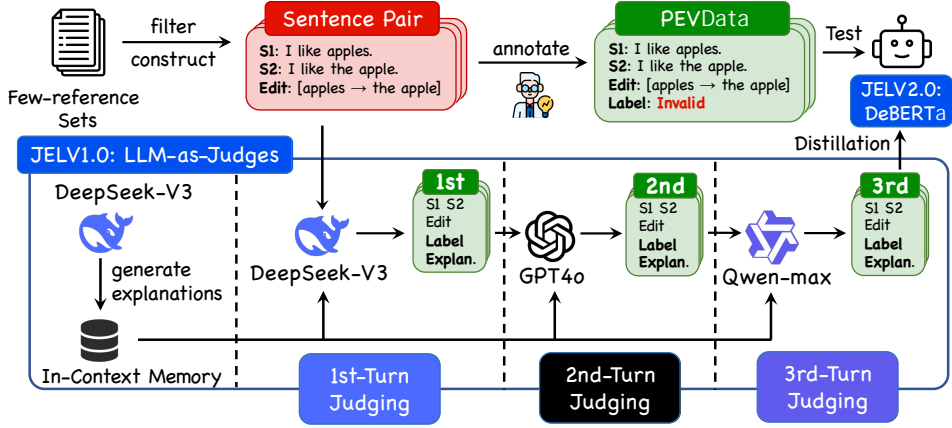 filter
construct
Few-reference
Sets
Sentence Pair
S1: I like apples.
S2: I like the apple.
Edit: [apples → the apple]
annotate
PEVData
S1: I like apples.
S2: I like the apple.
Edit: [apples → the apple]
Label: Invalid
Test
JELV2.0:
DeBERTa
Distillation
JELV1.0: LLM-as-Judges
DeepSeek-V3
generate
explanations
In-Context Memory
DeepSeek-V3
1st
S1 S2
Edit
Label
Explan.
1st-Turn
Judging
GPT4o
2nd
S1 S2
Edit
Label
Explan.
2nd-Turn
Judging
Qwen-max
3rd
S1 S2
Edit
Label
Explan.
3rd-Turn
Judging